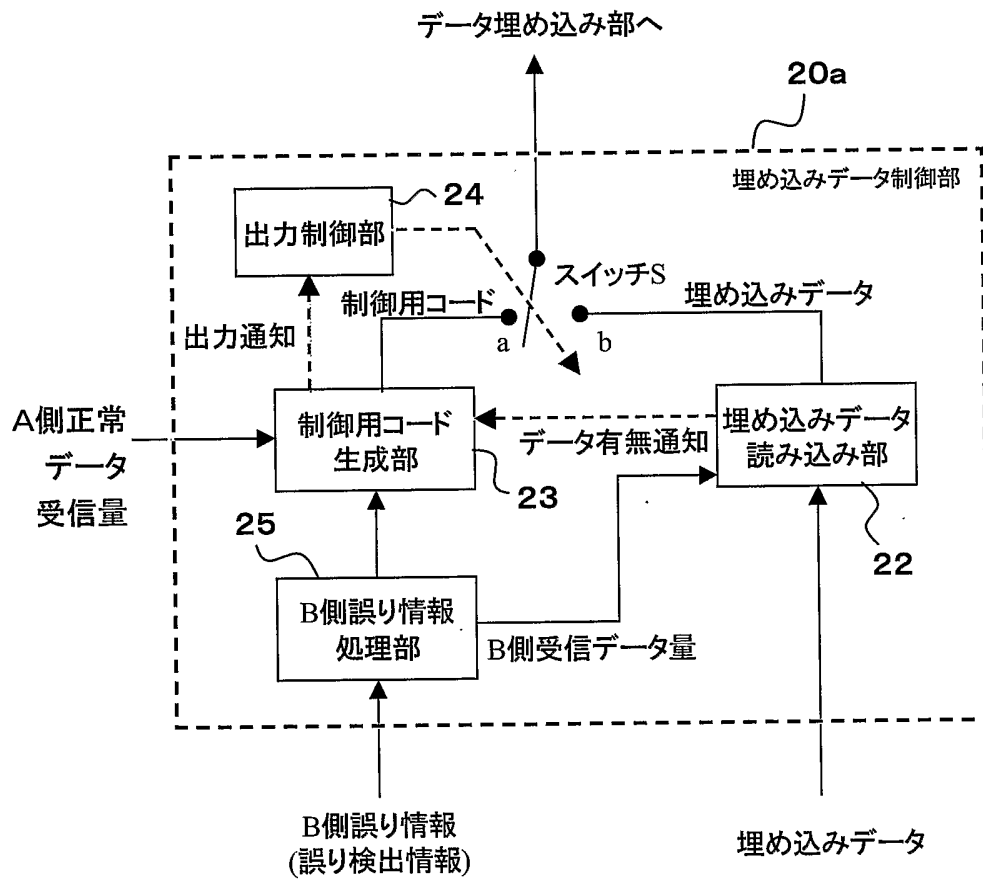 データ埋め込み部へ
20a
埋め込みデータ制御部
24
出力制御部
スイッチS
制御用コード
埋め込みデータ
a
b
出力通知
A側正常
データ
受信量
制御用コード
生成部
データ有無通知
埋め込みデータ
読み込み部
23
22
25
B側誤り情報
処理部
B側受信データ量
B側誤り情報
(誤り検出情報)
埋め込みデータ